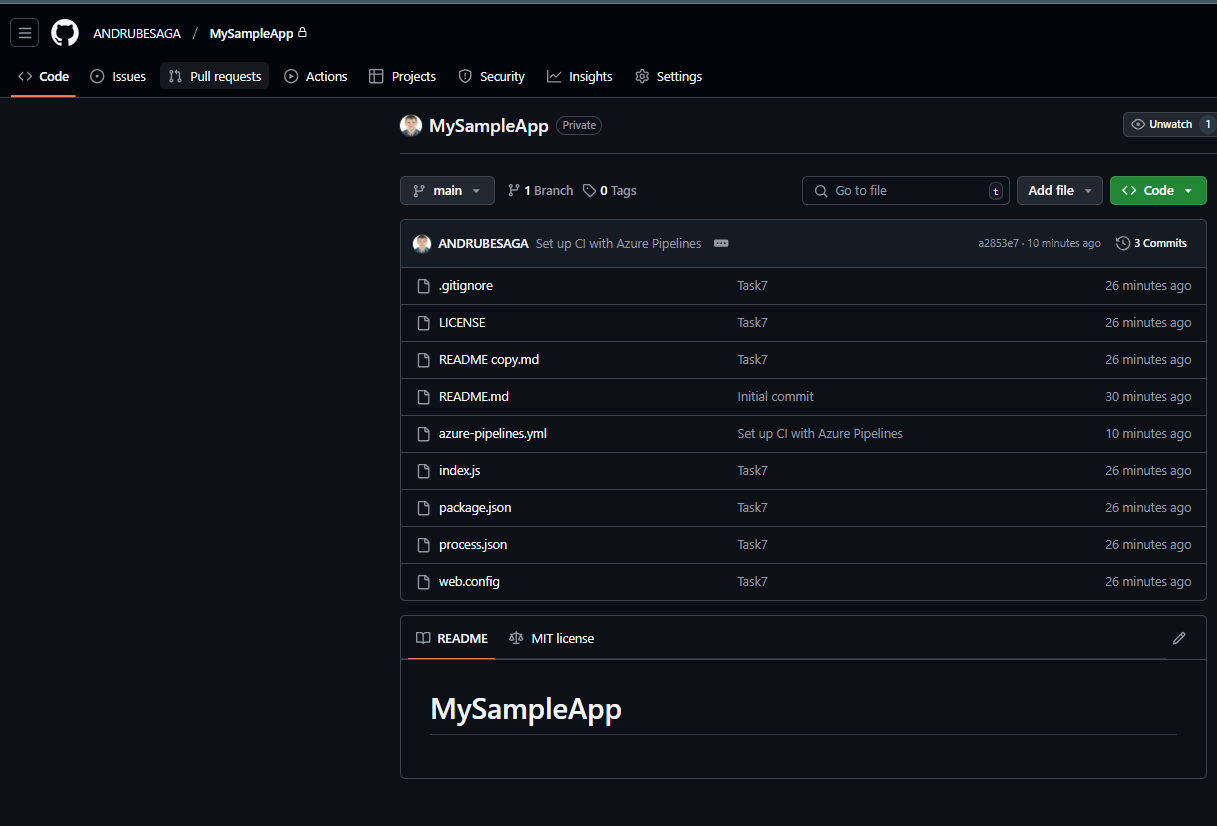 ANDRUBESAGA / MySampleApp
Code Issues Pull requests Actions Projects Security Insights Settings
MySampleApp Private Unwatch 1
main 1 Branch 0 Tags Go to file t Add file Code
ANDRUBESAGA Set up CI with Azure Pipelines a2853e7 · 10 minutes ago 3 Commits
.gitignore Task7 26 minutes ago
LICENSE Task7 26 minutes ago
README copy.md Task7 26 minutes ago
README.md Initial commit 30 minutes ago
azure-pipelines.yml Set up CI with Azure Pipelines 10 minutes ago
index.js Task7 26 minutes ago
package.json Task7 26 minutes ago
process.json Task7 26 minutes ago
web.config Task7 26 minutes ago
README MIT license
MySampleApp